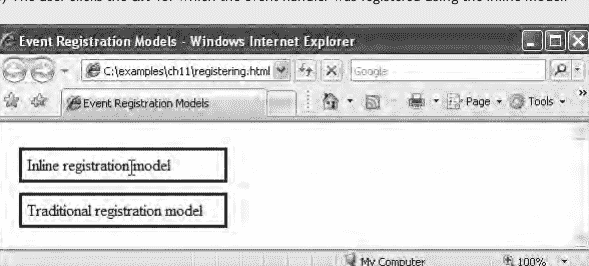 The user clicks the div for which the event handler was registered using the inline model.
Event Registration Models - Windows Internet Explorer
C:\examples\ch11\registering.html
Google
Event Registration Models
Page
Tools
Inline registration model
Traditional registration model
My Computer
100%